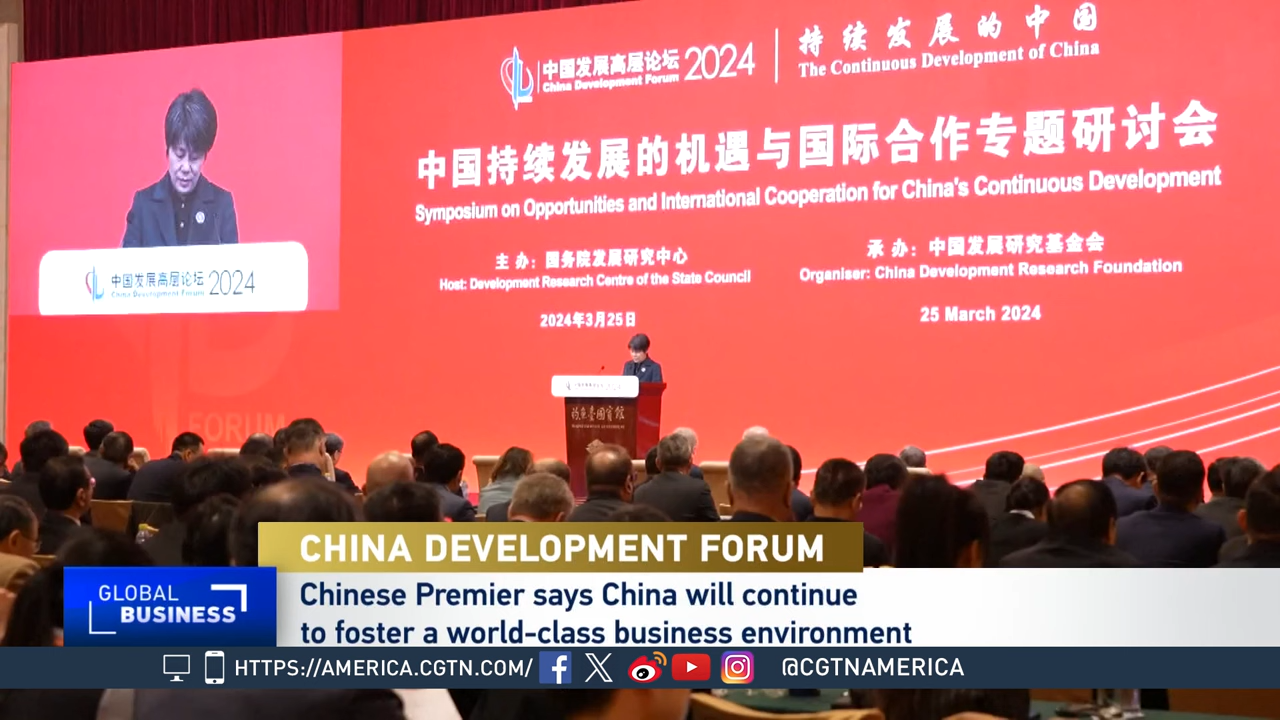 中国发展高层论坛 2024
China Development Forum
持续发展的中国
The Continuous Development of China
中国持续发展的机遇与国际合作专题研讨会
Symposium on Opportunities and International Cooperation for China's Continuous Development
主 办：国务院发展研究中心
Host: Development Research Centre of the State Council
承 办：中国发展研究基金会
Organiser: China Development Research Foundation
2024年3月25日
25 March 2024
中国发展高层论坛 2024
China Development Forum
FORUM
钓鱼台国宾馆
CHINA DEVELOPMENT FORUM
GLOBAL
BUSINESS
Chinese Premier says China will continue
to foster a world-class business environment
HTTPS://AMERICA.CGTN.COM/
@CGTNAMERICA